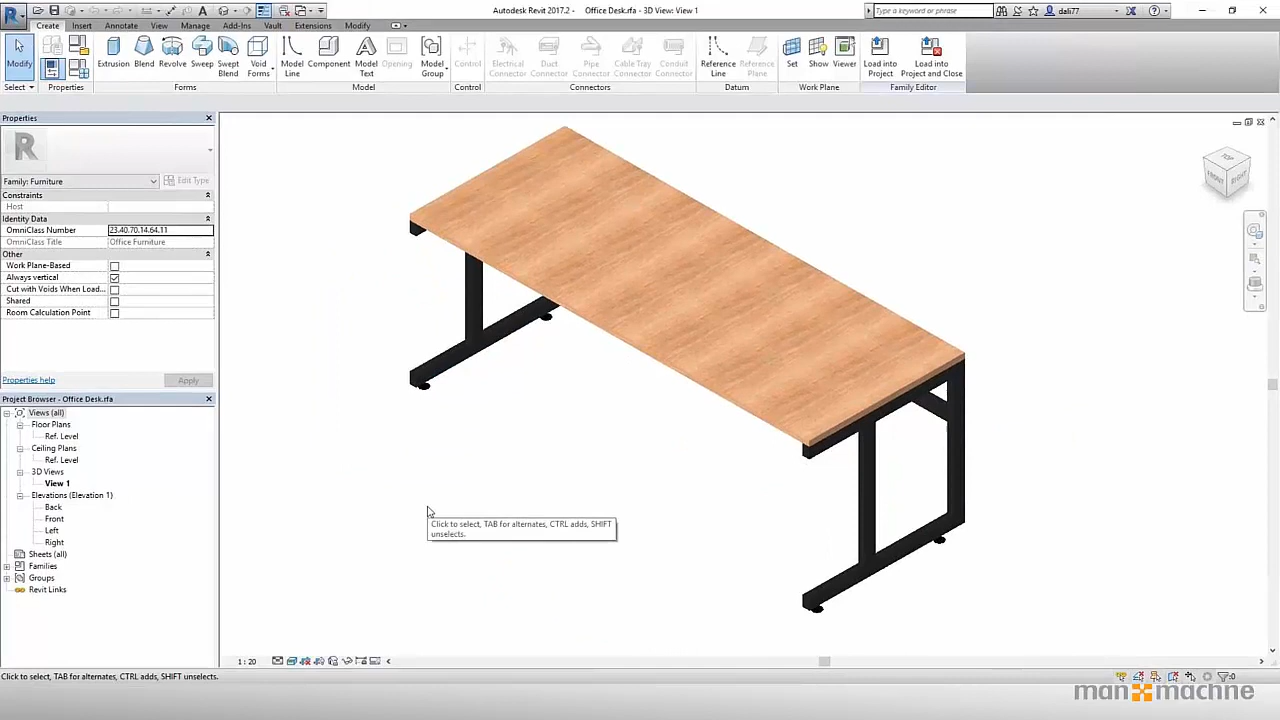 Autodesk Revit 2017.2 - Office Desk.rfa - 3D View: View 1
Type a keyword or phrase
dali77
Create Insert Annotate View Manage Add-Ins Vault Extensions Modify
Modify
Extrusion Blend Revolve Sweep Swept Blend Void Forms
Model Line Component Model Text Opening Model Group
Control
Electrical Connector Duct Connector Pipe Connector Cable Tray Connector Conduit Connector
Reference Line Reference Plane
Set Show Viewer
Load into Project Load into Project and Close
Select Properties Forms Model Control Connectors Datum Work Plane Family Editor
Properties
R
Family: Furniture
Edit Type
Constraints
Host
Identity Data
OmniClass Number 23.40.70.14.64.11
OmniClass Title Office Furniture
Other
Work Plane-Based
Always vertical
Cut with Voids When Load...
Shared
Room Calculation Point
Properties help
Apply
Project Browser - Office Desk.rfa
Views (all)
Floor Plans
Ref. Level
Ceiling Plans
Ref. Level
3D Views
View 1
Elevations (Elevation 1)
Back
Front
Left
Right
Sheets (all)
Families
Groups
Revit Links
TOP
FRONT
RIGHT
Click to select, TAB for alternates, CTRL adds, SHIFT
unselects.
1 : 20
Click to select, TAB for alternates, CTRL adds, SHIFT unselects.
:0
man machine